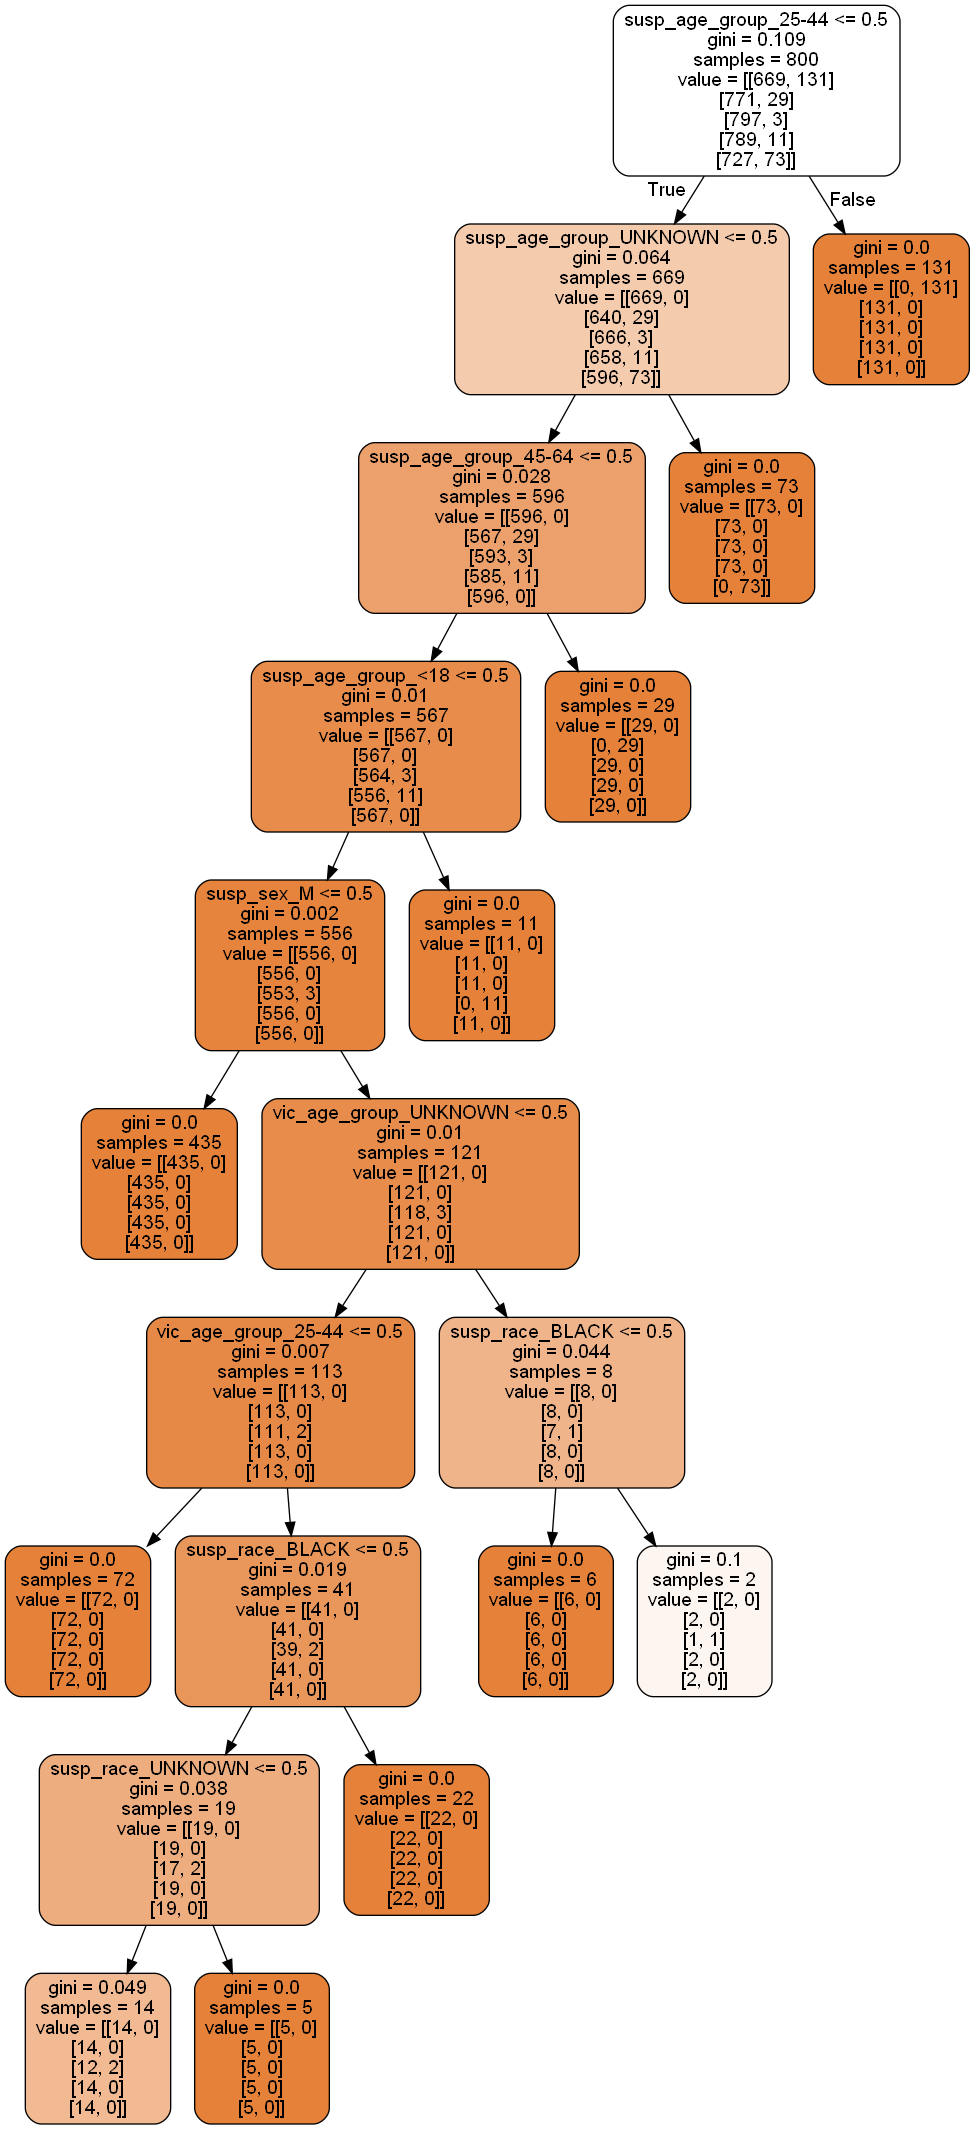 susp_age_group_25-44 <= 0.5
gini = 0.109
samples = 800
value = [[669, 131]
[771, 29]
[797, 3]
[789, 11]
[727, 73]]
True
False
susp_age_group_UNKNOWN <= 0.5
gini = 0.064
samples = 669
value = [[669, 0]
[640, 29]
[666, 3]
[658, 11]
[596, 73]]
gini = 0.0
samples = 131
value = [[0, 131]
[131, 0]
[131, 0]
[131, 0]
[131, 0]]
susp_age_group_45-64 <= 0.5
gini = 0.028
samples = 596
value = [[596, 0]
[567, 29]
[593, 3]
[585, 11]
[596, 0]]
gini = 0.0
samples = 73
value = [[73, 0]
[73, 0]
[73, 0]
[73, 0]
[0, 73]]
susp_age_group_<18 <= 0.5
gini = 0.01
samples = 567
value = [[567, 0]
[567, 0]
[564, 3]
[556, 11]
[567, 0]]
gini = 0.0
samples = 29
value = [[29, 0]
[0, 29]
[29, 0]
[29, 0]
[29, 0]]
susp_sex_M <= 0.5
gini = 0.002
samples = 556
value = [[556, 0]
[556, 0]
[553, 3]
[556, 0]
[556, 0]]
gini = 0.0
samples = 11
value = [[11, 0]
[11, 0]
[11, 0]
[0, 11]
[11, 0]]
gini = 0.0
samples = 435
value = [[435, 0]
[435, 0]
[435, 0]
[435, 0]
[435, 0]]
vic_age_group_UNKNOWN <= 0.5
gini = 0.01
samples = 121
value = [[121, 0]
[121, 0]
[118, 3]
[121, 0]
[121, 0]]
vic_age_group_25-44 <= 0.5
gini = 0.007
samples = 113
value = [[113, 0]
[113, 0]
[111, 2]
[113, 0]
[113, 0]]
susp_race_BLACK <= 0.5
gini = 0.044
samples = 8
value = [[8, 0]
[8, 0]
[7, 1]
[8, 0]
[8, 0]]
gini = 0.0
samples = 72
value = [[72, 0]
[72, 0]
[72, 0]
[72, 0]
[72, 0]]
susp_race_BLACK <= 0.5
gini = 0.019
samples = 41
value = [[41, 0]
[41, 0]
[39, 2]
[41, 0]
[41, 0]]
gini = 0.0
samples = 6
value = [[6, 0]
[6, 0]
[6, 0]
[6, 0]
[6, 0]]
gini = 0.1
samples = 2
value = [[2, 0]
[2, 0]
[1, 1]
[2, 0]
[2, 0]]
susp_race_UNKNOWN <= 0.5
gini = 0.038
samples = 19
value = [[19, 0]
[19, 0]
[17, 2]
[19, 0]
[19, 0]]
gini = 0.0
samples = 22
value = [[22, 0]
[22, 0]
[22, 0]
[22, 0]
[22, 0]]
gini = 0.049
samples = 14
value = [[14, 0]
[14, 0]
[12, 2]
[14, 0]
[14, 0]]
gini = 0.0
samples = 5
value = [[5, 0]
[5, 0]
[5, 0]
[5, 0]
[5, 0]]